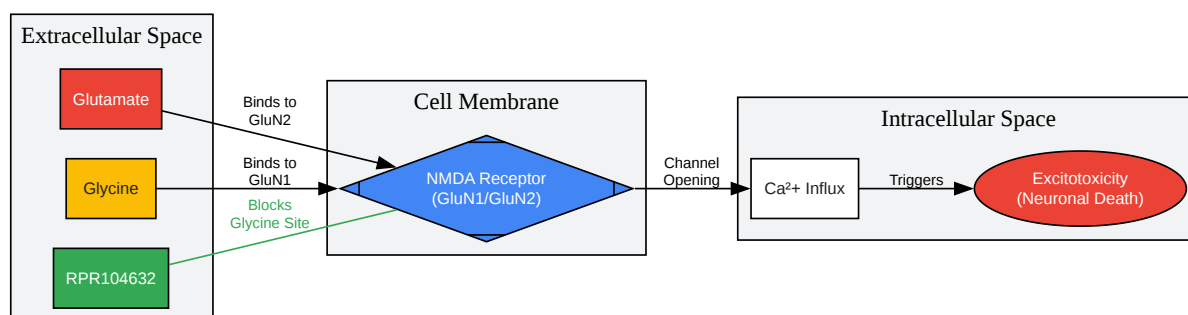 Extracellular Space
Glutamate
Glycine
RPR104632
Binds to
GluN2
Binds to
GluN1
Blocks
Glycine Site
Cell Membrane
NMDA Receptor
(GluN1/GluN2)
Channel
Opening
Intracellular Space
Ca²+ Influx
Triggers
Excitotoxicity
(Neuronal Death)